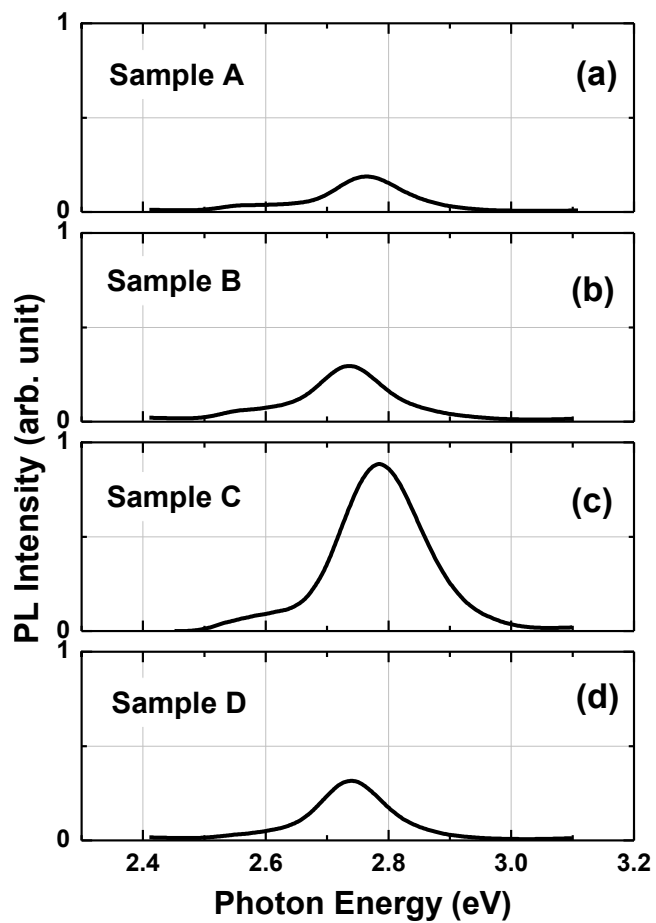 1
Sample A
(a)
0
1
Sample B
(b)
0
1
Sample C
(c)
0
1
Sample D
(d)
0
2.4 2.6 2.8 3.0 3.2
Photon Energy (eV)
PL Intensity (arb. unit)